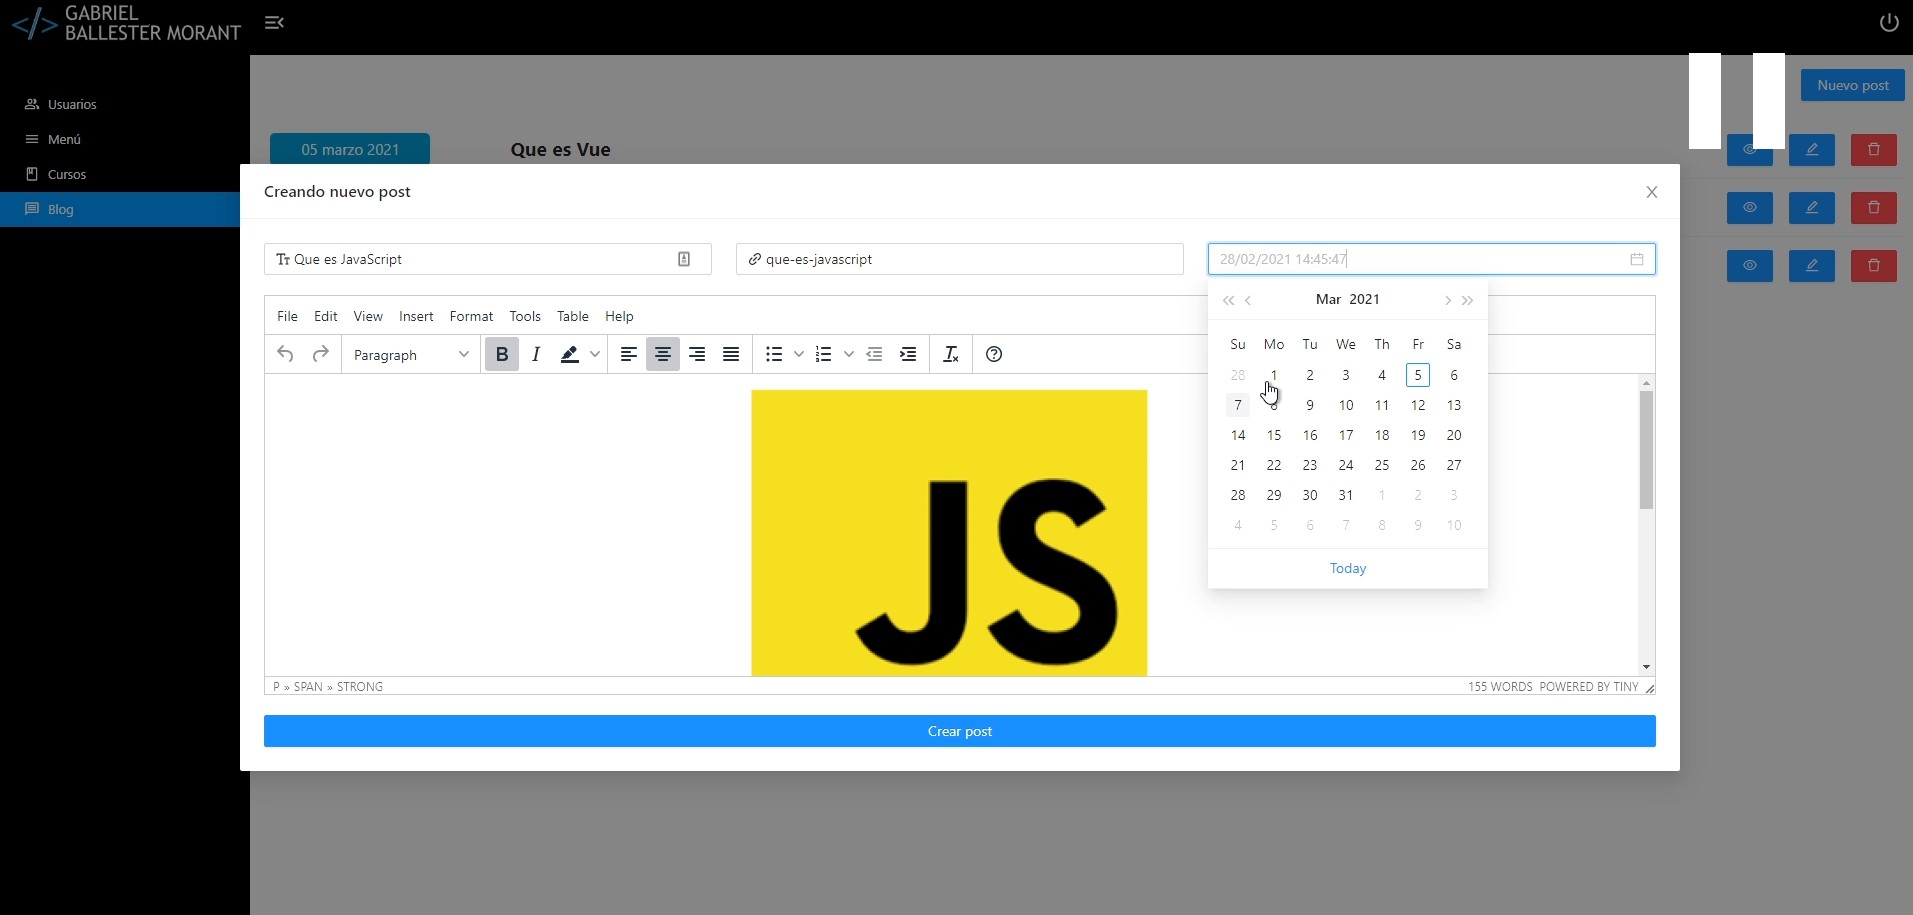 GABRIEL
BALLESTER MORANT
Nuevo post
Usuarios
Menú
Cursos
Blog
05 marzo 2021
Que es Vue
Creando nuevo post
Que es JavaScript
que-es-javascript
28/02/2021 14:45:47
File Edit View Insert Format Tools Table Help
Paragraph
B I
Mar 2021
Su Mo Tu We Th Fr Sa
28 1 2 3 4 5 6
7 8 9 10 11 12 13
14 15 16 17 18 19 20
21 22 23 24 25 26 27
28 29 30 31 1 2 3
4 5 6 7 8 9 10
Today
JS
P » SPAN » STRONG
155 WORDS POWERED BY TINY
Crear post